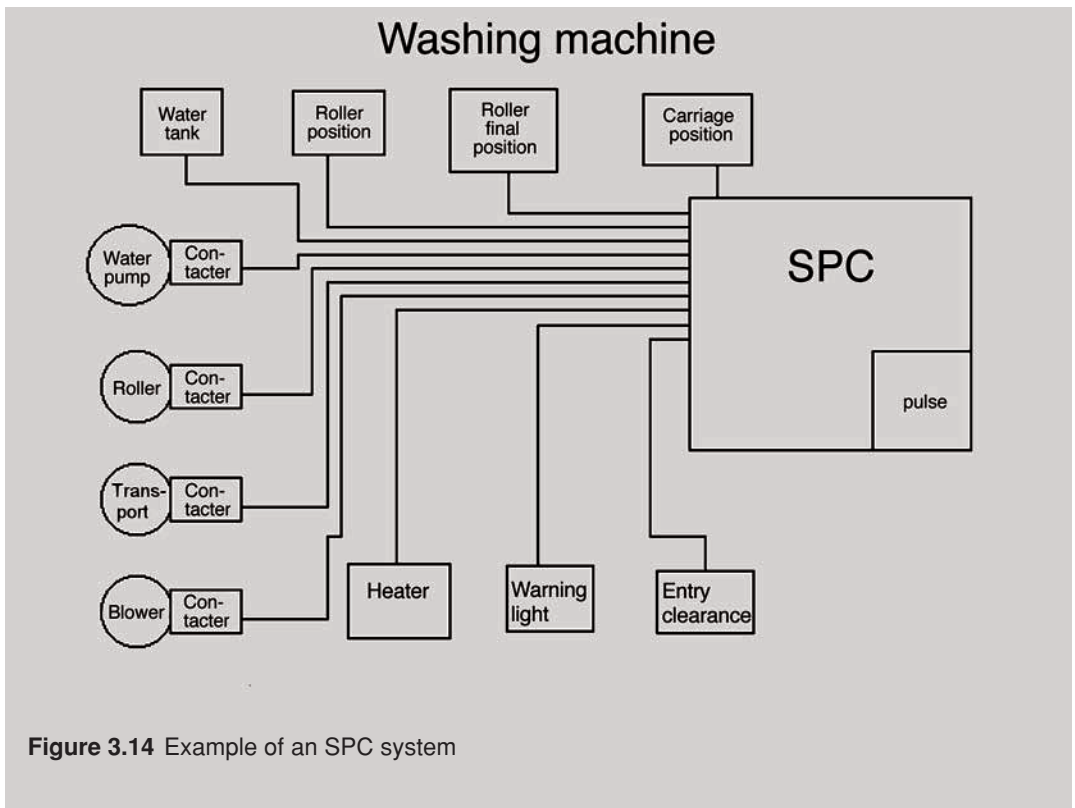 Washing machine
Water
tank
Roller
position
Roller
final
position
Carriage
position
Water
pump
Con-
tacter
SPC
Roller
Con-
tacter
pulse
Trans-
port
Con-
tacter
Blower
Con-
tacter
Heater
Warning
light
Entry
clearance
Figure 3.14 Example of an SPC system